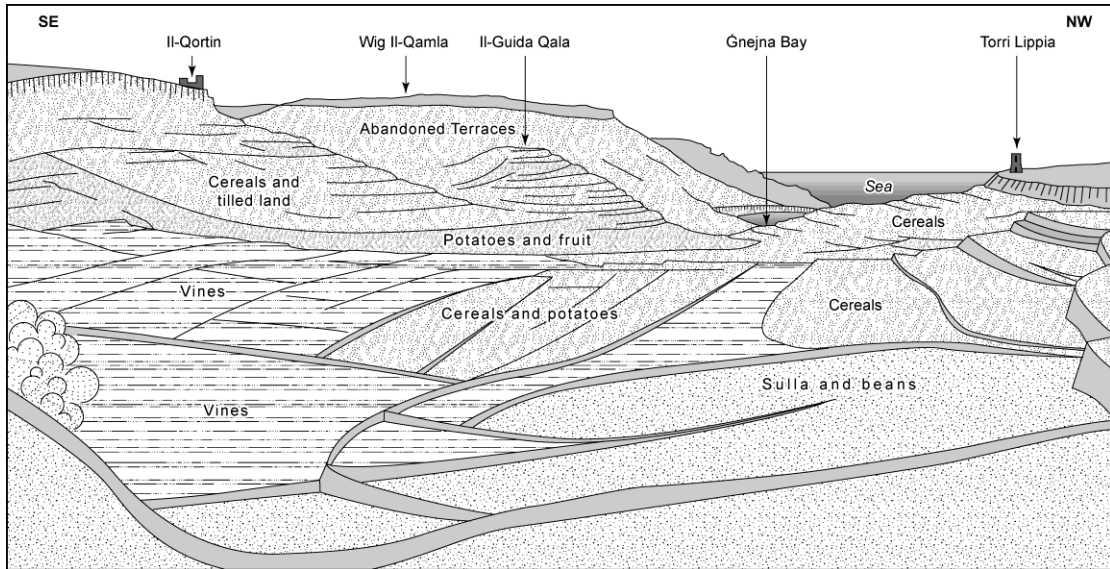 SE
NW
Il-Qortin
Wig Il-Qamla
Il-Guida Qala
Ġnejna Bay
Torri Lippia
Abandoned Terraces
Sea
Cereals and
tilled land
Cereals
Potatoes and fruit
Vines
Cereals and potatoes
Cereals
Sulla and beans
Vines